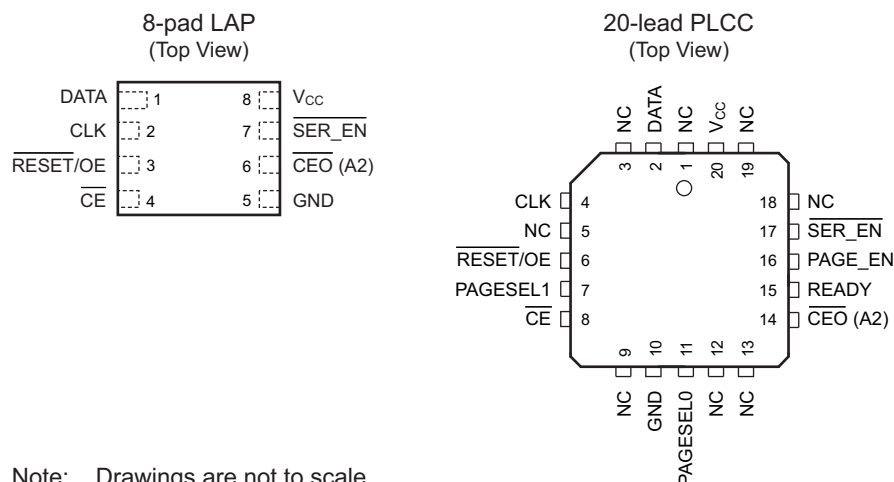 8-pad LAP
(Top View)
DATA 1 8 Vcc
CLK 2 7 SER_EN
RESET/OE 3 6 CEO (A2)
CE 4 5 GND
20-lead PLCC
(Top View)
NC DATA NC Vcc NC
3 2 1 20 19
CLK 4 18 NC
NC 5 17 SER_EN
RESET/OE 6 16 PAGE_EN
PAGESEL1 7 15 READY
CE 8 14 CEO (A2)
9 10 11 12 13
NC GND PAGESEL0 NC NC
Note: Drawings are not to scale